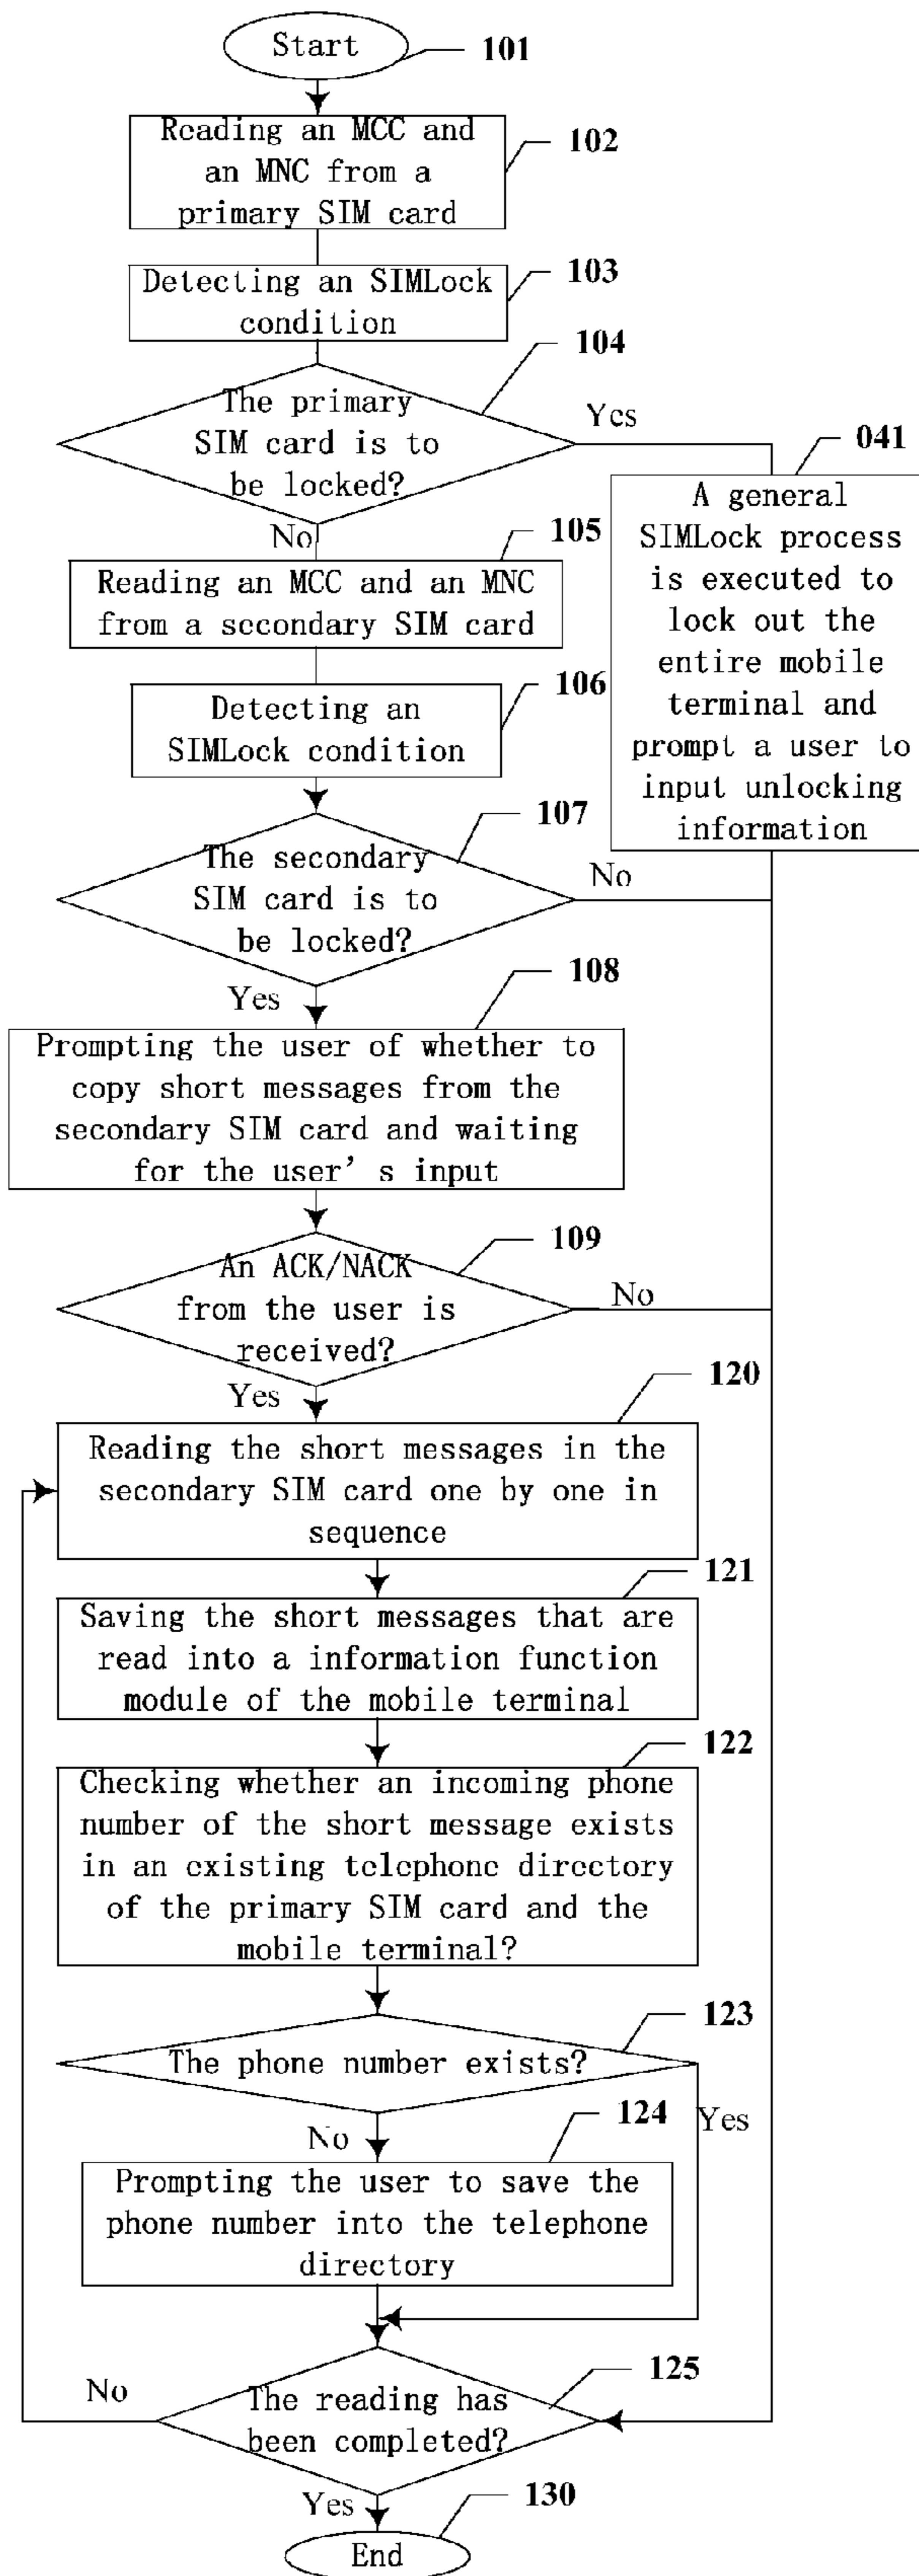 Start
101
Reading an MCC and
an MNC from a
primary SIM card
102
Detecting an SIMLock
condition
103
The primary
SIM card is to
be locked?
104
Yes
No
041
A general
SIMLock process
is executed to
lock out the
entire mobile
terminal and
prompt a user to
input unlocking
information
105
Reading an MCC and an MNC
from a secondary SIM card
106
Detecting an
SIMLock condition
107
The secondary
SIM card is to
be locked?
No
Yes
108
Prompting the user of whether to
copy short messages from the
secondary SIM card and waiting
for the user's input
109
An ACK/NACK
from the user is
received?
No
Yes
120
Reading the short messages in the
secondary SIM card one by one in
sequence
121
Saving the short messages that are
read into a information function
module of the mobile terminal
122
Checking whether an incoming phone
number of the short message exists
in an existing telephone directory
of the primary SIM card and the
mobile terminal?
123
The phone number exists?
Yes
No
124
Prompting the user to save the
phone number into the telephone
directory
125
The reading has
been completed?
No
Yes
130
End